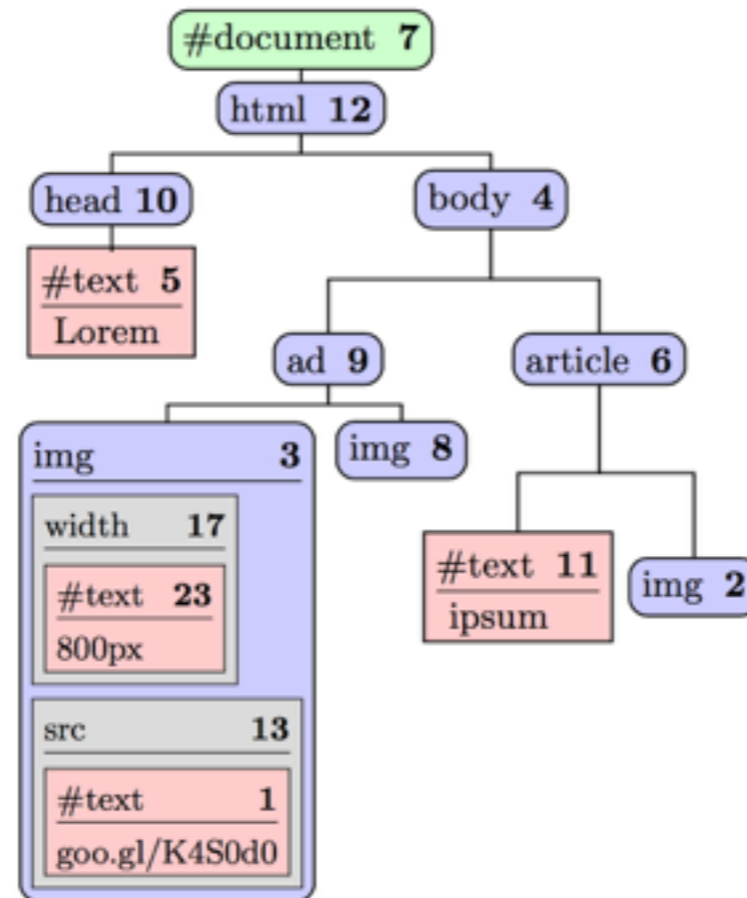 #document 7
html 12
head 10
body 4
#text 5
Lorem
ad 9
article 6
img 3
img 8
width 17
#text 23
800px
src 13
#text 1
goo.gl/K4S0d0
#text 11
ipsum
img 2